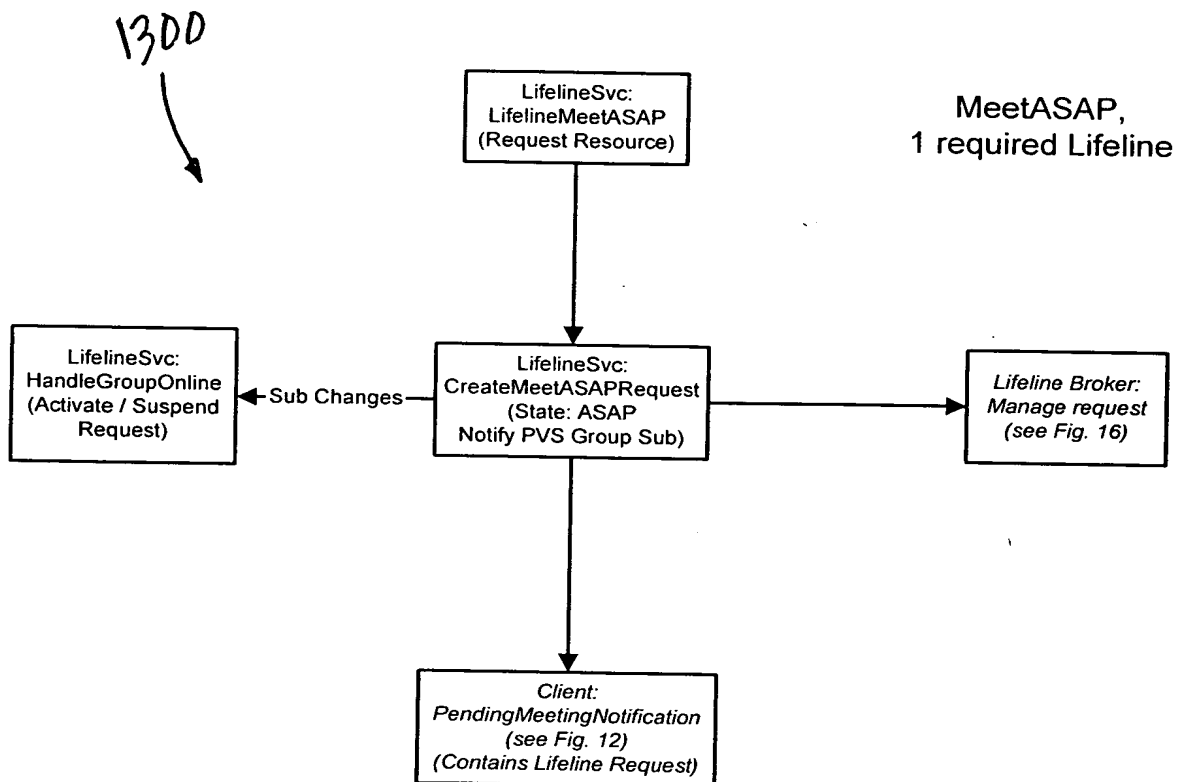 1300
LifelineSvc:
LifelineMeetASAP
(Request Resource)
MeetASAP,
1 required Lifeline
LifelineSvc:
HandleGroupOnline
(Activate / Suspend
Request)
Sub Changes
LifelineSvc:
CreateMeetASAPRequest
(State: ASAP
Notify PVS Group Sub)
Lifeline Broker:
Manage request
(see Fig. 16)
Client:
PendingMeetingNotification
(see Fig. 12)
(Contains Lifeline Request)